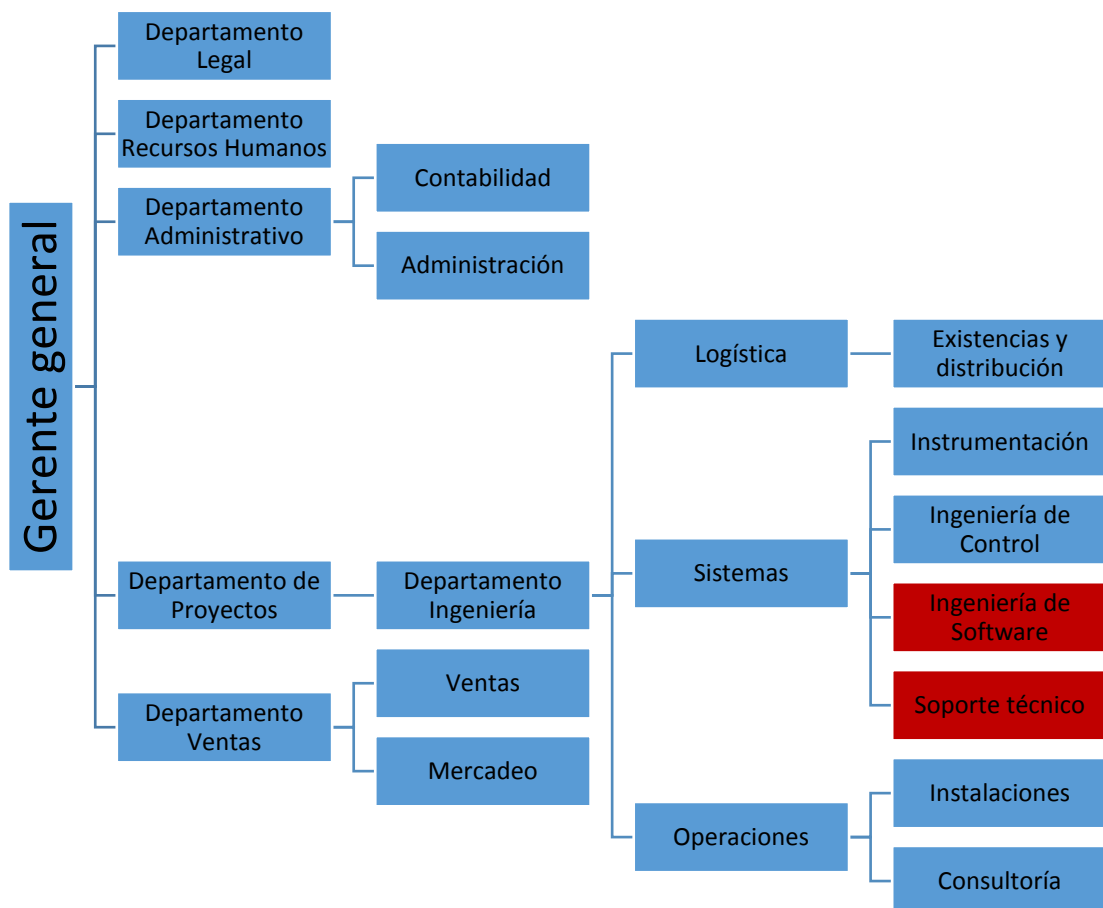 Gerente general
Departamento
Legal
Departamento
Recursos Humanos
Departamento
Administrativo
Contabilidad
Administración
Departamento de
Proyectos
Departamento
Ingeniería
Logística
Existencias y
distribución
Sistemas
Instrumentación
Ingeniería de
Control
Ingeniería de
Software
Soporte técnico
Operaciones
Instalaciones
Consultoría
Departamento
Ventas
Ventas
Mercadeo